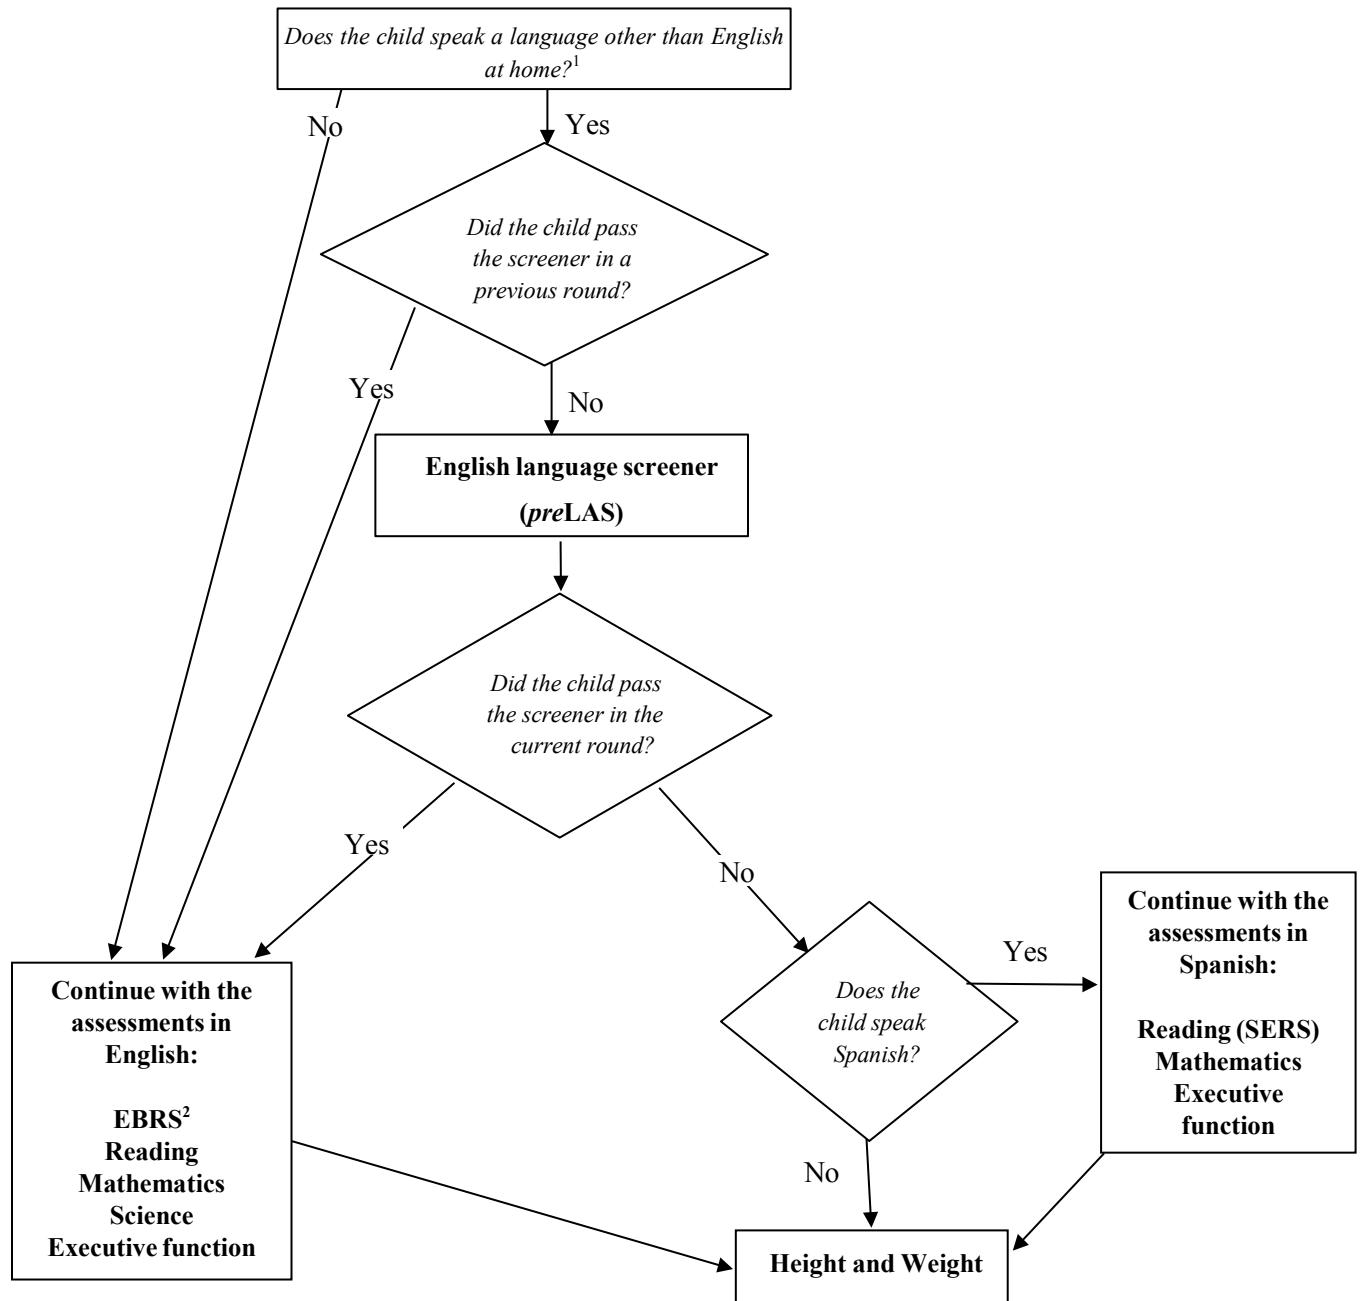 Does the child speak a language other than English
at home?1
No
Yes
Did the child pass
the screener in a
previous round?
Yes
No
English language screener
(preLAS)
Did the child pass
the screener in the
current round?
Yes
No
Does the
child speak
Spanish?
Yes
No
Continue with the
assessments in
Spanish:
Reading (SERS)
Mathematics
Executive
function
Continue with the
assessments in
English:
EBRS2
Reading
Mathematics
Science
Executive function
Height and Weight